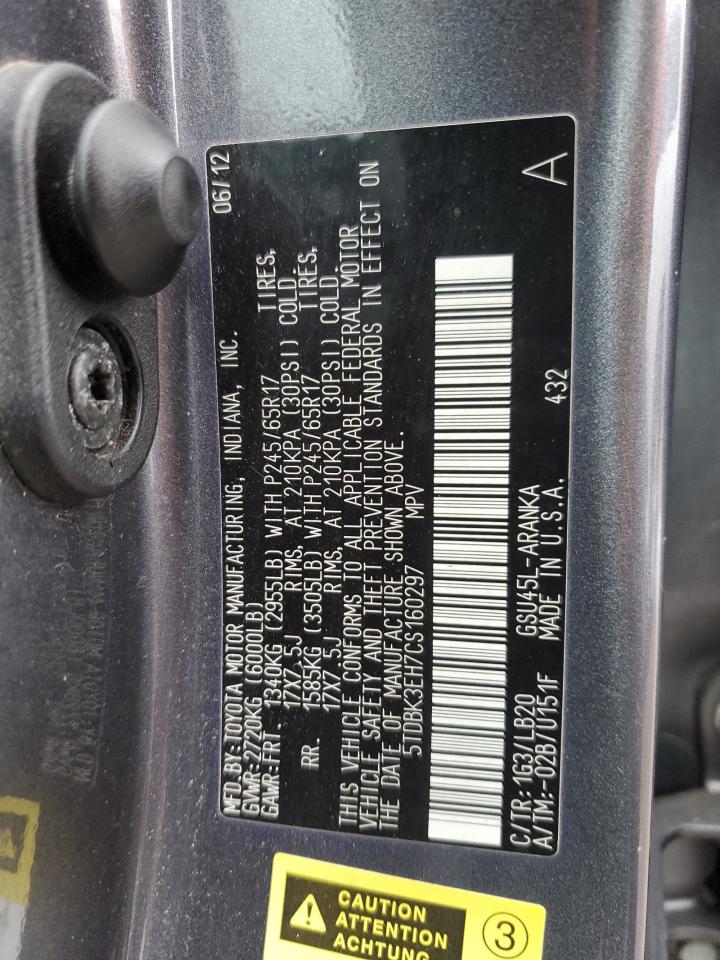 MFD.BY:TOYOTA MOTOR MANUFACTURING, INDIANA, INC. 06/12
GVWR:2720KG (6000LB)
GAWR:FRT 1340KG (2955LB) WITH P245/65R17 TIRES,
17X7.5J RIMS, AT 210KPA (30PSI) COLD.
RR. 1585KG (3505LB) WITH P245/65R17 TIRES,
17X7.5J RIMS, AT 210KPA (30PSI) COLD.
THIS VEHICLE CONFORMS TO ALL APPLICABLE FEDERAL MOTOR
VEHICLE SAFETY AND THEFT PREVENTION STANDARDS IN EFFECT ON
THE DATE OF MANUFACTURE SHOWN ABOVE.
5TDBK3EH7CS160297 MPV
C/TR:1G3/LB20 GSU45L-ARANKA
A/TM:-02B/U151F MADE IN U.S.A. 432 A
CAUTION
ATTENTION
ACHTUNG
3